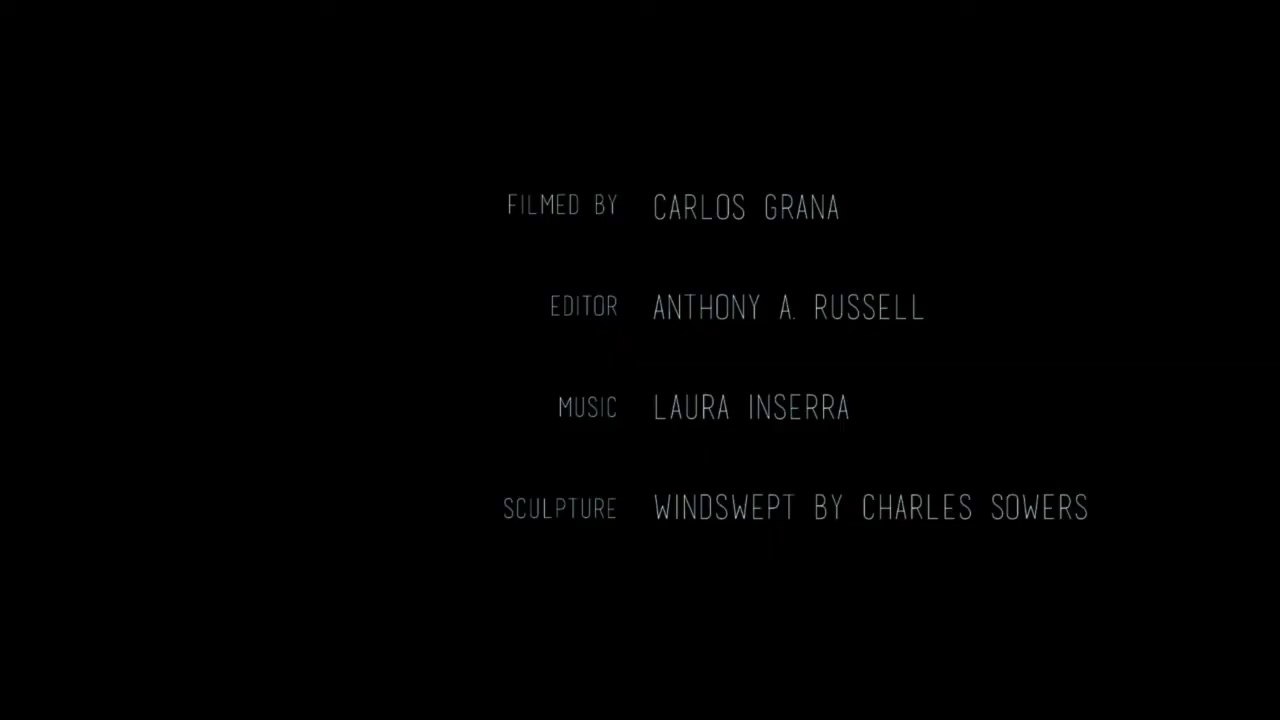 FILMED BY CARLOS GRANA
EDITOR ANTHONY A. RUSSELL
MUSIC LAURA INSERRA
SCULPTURE WINDSWEPT BY CHARLES SOWERS